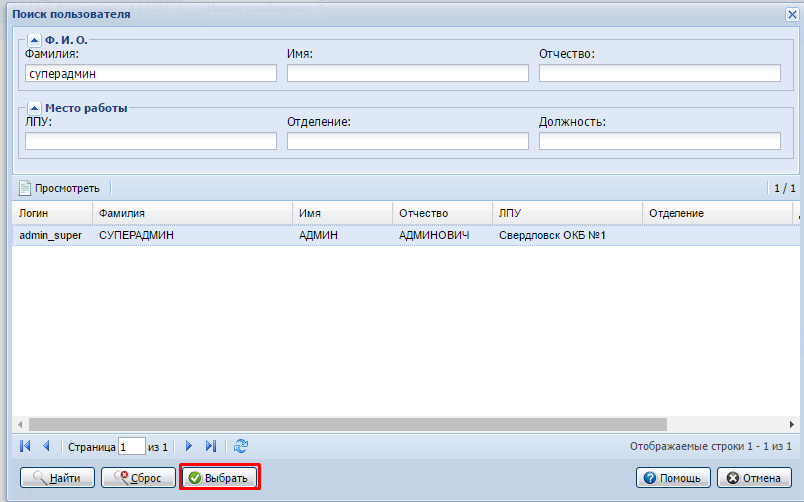 Поиск пользователя
Ф. И. О.
Фамилия: Имя: Отчество:
суперадмин
Место работы
ЛПУ: Отделение: Должность:
Просмотреть 1 / 1
Логин Фамилия Имя Отчество ЛПУ Отделение
admin_super СУПЕРАДМИН АДМИН АДМИНОВИЧ Свердловск ОКБ №1
Страница 1 из 1 Отображаемые строки 1 - 1 из 1
Найти Сброс Выбрать Помощь Отмена